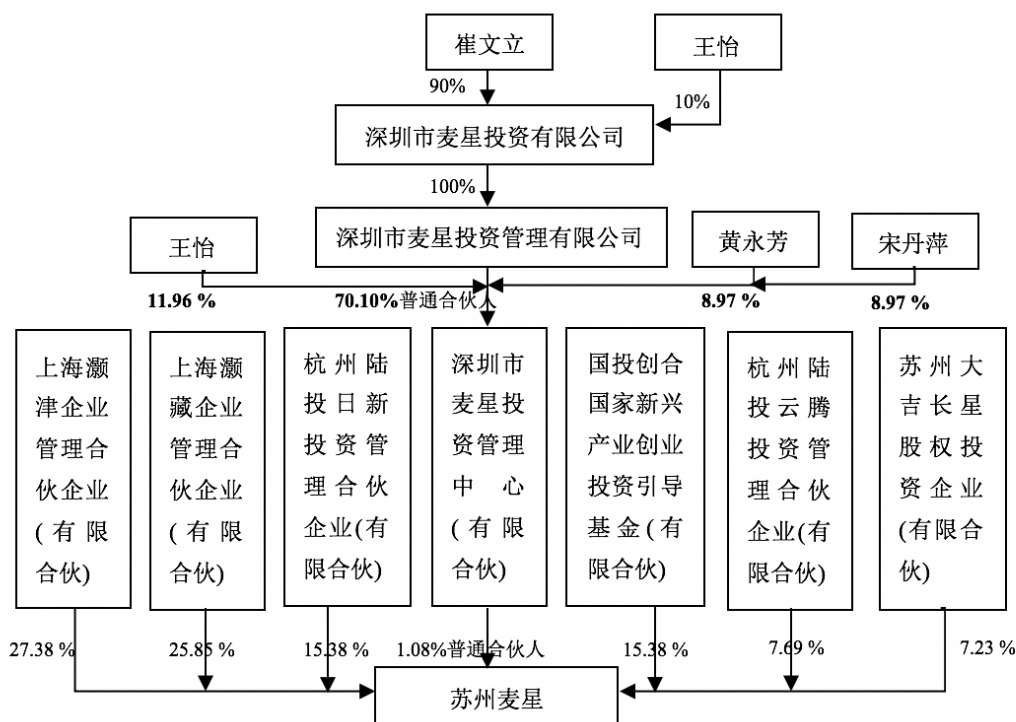 崔文立
王怡
90%
10%
深圳市麦星投资有限公司
100%
王怡
深圳市麦星投资管理有限公司
黄永芳
宋丹萍
11.96 %
70.10%普通合伙人
8.97 %
8.97 %
上海灏
津企业
管理合
伙企业
(有限
合伙)
上海灏
藏企业
管理合
伙企业
(有限
合伙)
杭州陆
投日新
投资管
理合伙
企业(有
限合伙)
深圳市
麦星投
资管理
中心
(有限
合伙)
国投创合
国家新兴
产业创业
投资引导
基金(有
限合伙)
杭州陆
投云腾
投资管
理合伙
企业(有
限合伙)
苏州大
吉长星
股权投
资企业
(有限合
伙)
27.38 %
25.85 %
15.38 %
1.08%普通合伙人
15.38 %
7.69 %
7.23 %
苏州麦星